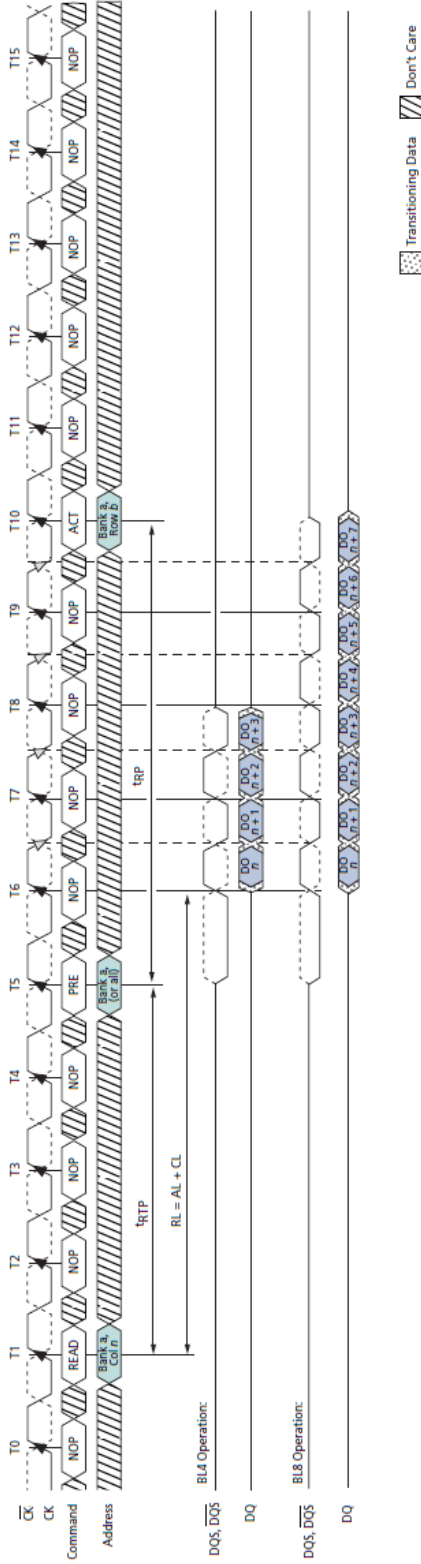 T0 T1 T2 T3 T4 T5 T6 T7 T8 T9 T10 T11 T12 T13 T14 T15
CK
CK
Command NOP READ NOP NOP NOP PRE NOP NOP NOP NOP ACT NOP NOP NOP NOP NOP
Address Bank a, Col n Bank a, (or all) Bank a, Row b
tRTP tRP
RL = AL + CL
BL4 Operation:
DQS, DQS
DQ DO n DO n + 1 DO n + 2 DO n + 3
BL8 Operation:
DQS, DQS
DQ DO n DO n + 1 DO n + 2 DO n + 3 DO n + 4 DO n + 5 DO n + 6 DO n + 7
Transitioning Data Don't Care